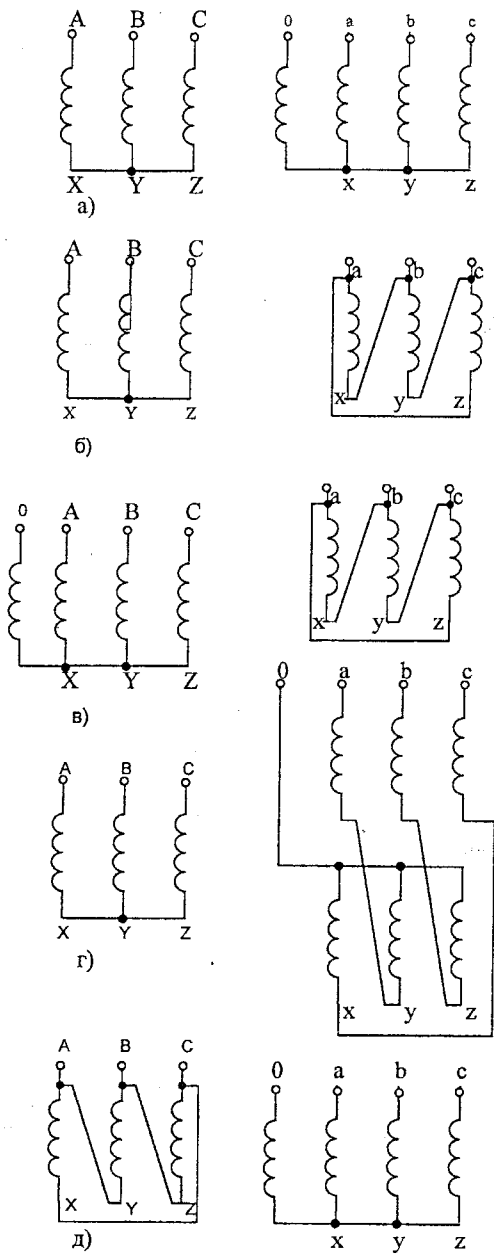 A B C 0 a b c
X Y Z x y z
а)
A B C a b c
x Y z x y z
б)
0 A B C a b c
X Y Z x y z
в)
0 a b c
A B C
X Y Z
г)
x y z
A B C 0 a b c
X Y Z x y z
д)